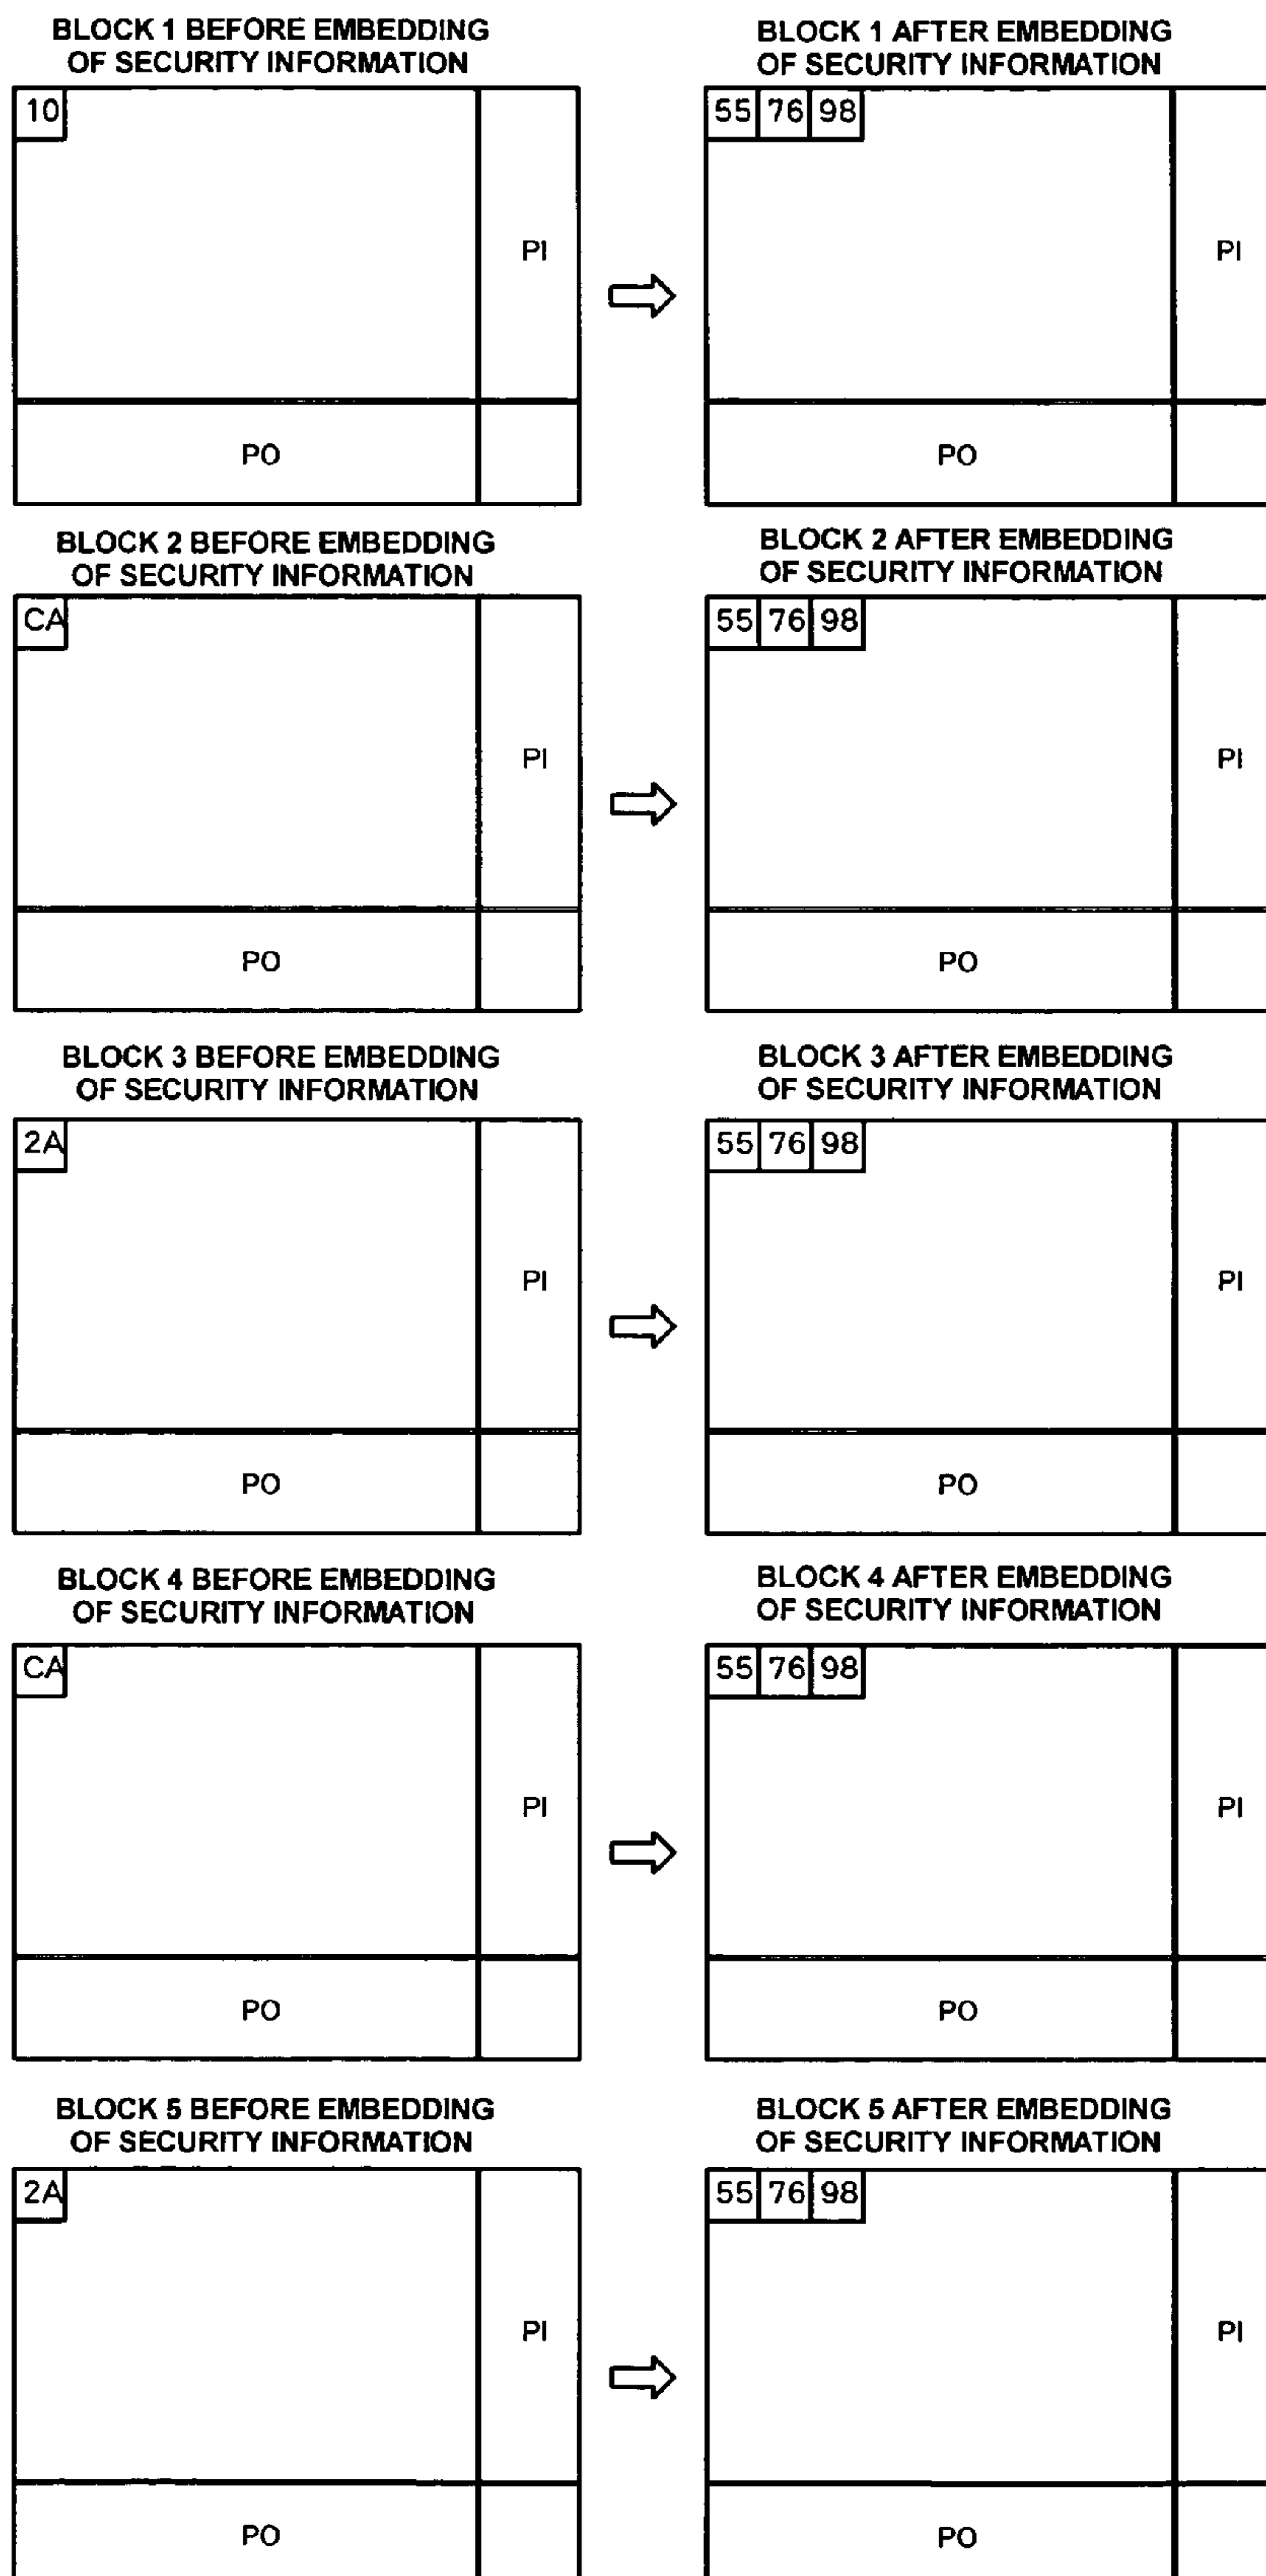 BLOCK 1 BEFORE EMBEDDING
OF SECURITY INFORMATION
10
PI
PO
BLOCK 1 AFTER EMBEDDING
OF SECURITY INFORMATION
55 76 98
PI
PO
BLOCK 2 BEFORE EMBEDDING
OF SECURITY INFORMATION
CA
PI
PO
BLOCK 2 AFTER EMBEDDING
OF SECURITY INFORMATION
55 76 98
PI
PO
BLOCK 3 BEFORE EMBEDDING
OF SECURITY INFORMATION
2A
PI
PO
BLOCK 3 AFTER EMBEDDING
OF SECURITY INFORMATION
55 76 98
PI
PO
BLOCK 4 BEFORE EMBEDDING
OF SECURITY INFORMATION
CA
PI
PO
BLOCK 4 AFTER EMBEDDING
OF SECURITY INFORMATION
55 76 98
PI
PO
BLOCK 5 BEFORE EMBEDDING
OF SECURITY INFORMATION
2A
PI
PO
BLOCK 5 AFTER EMBEDDING
OF SECURITY INFORMATION
55 76 98
PI
PO